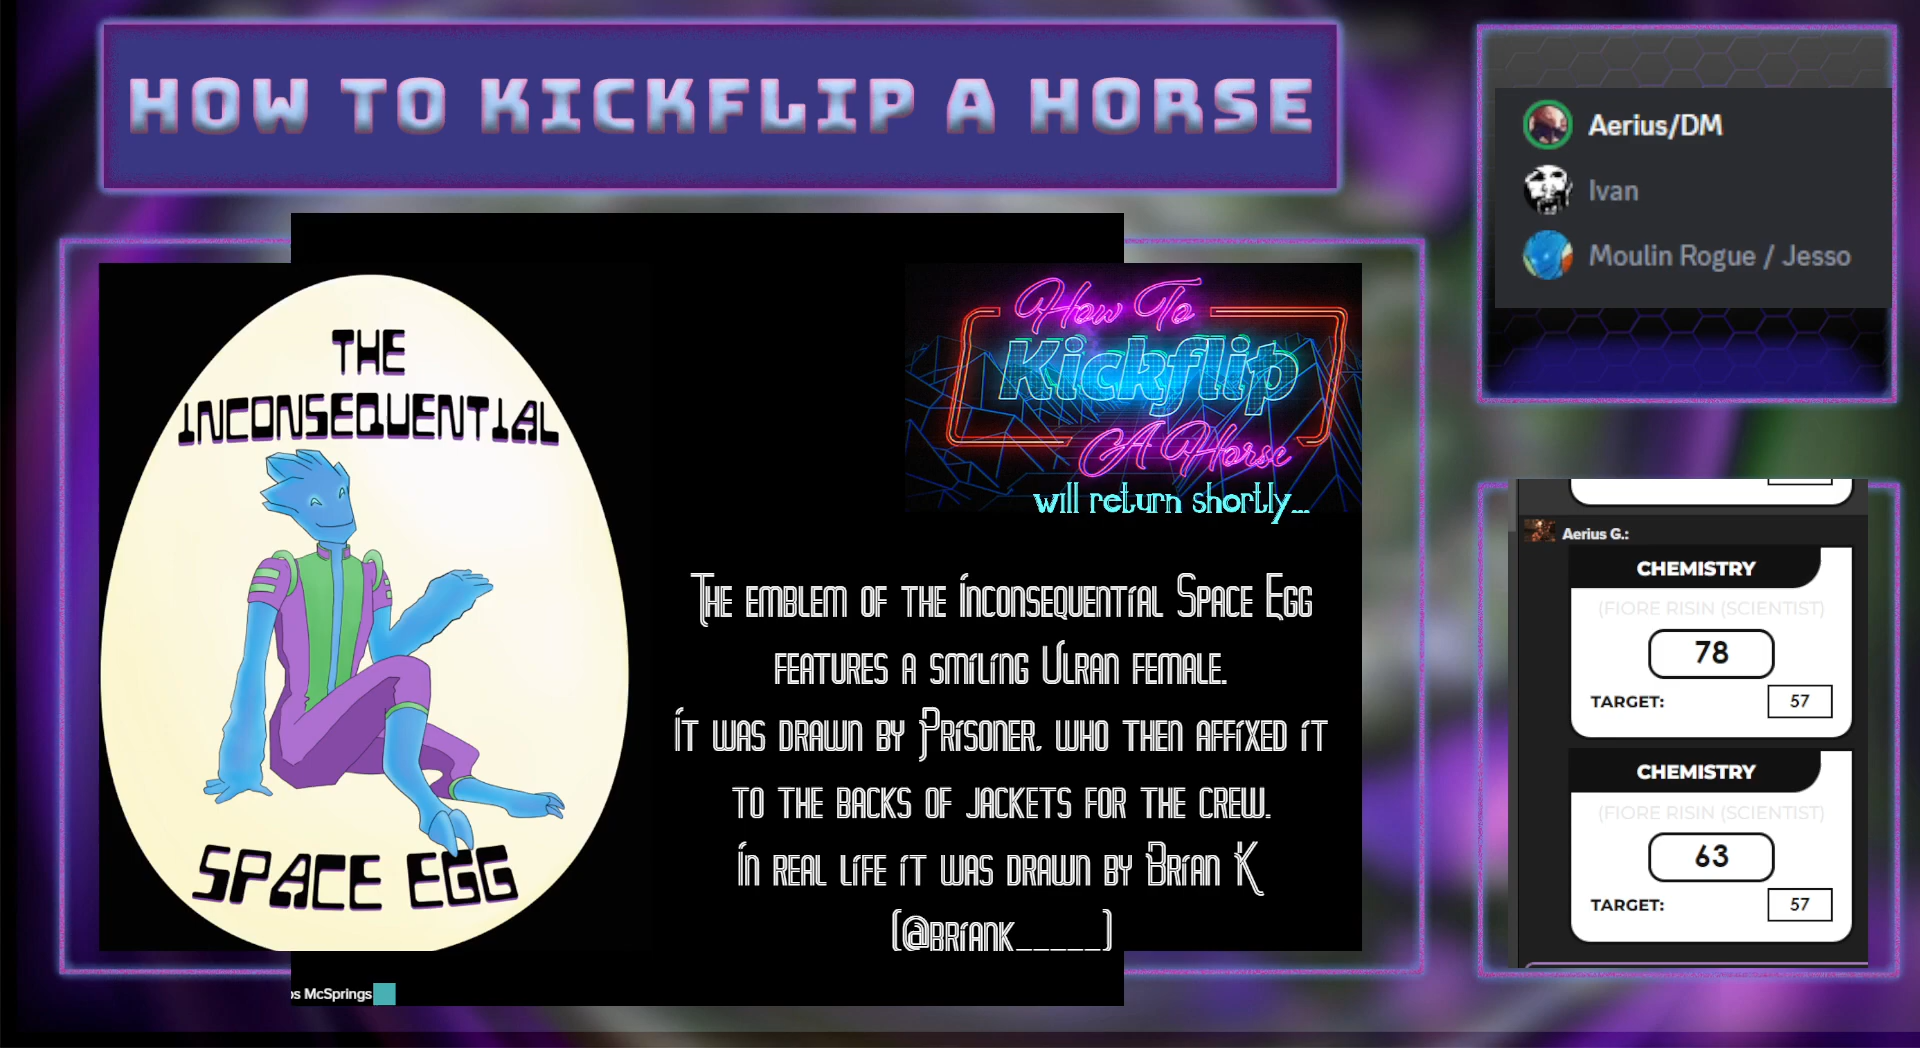 HOW TO KICKFLIP A HORSE
THE
INCONSEQUENTIAL
SPACE EGG
How To
Kickflip
A Horse
will return shortly...
The emblem of the Inconsequential Space Egg
features a smiling Ulran female.
It was drawn by Prisoner, who then affixed it
to the backs of jackets for the crew.
In real life it was drawn by Brian K
(@briank_____)
os McSprings
Aerius/DM
Ivan
Moulin Rogue / Jesso
Aerius G.:
CHEMISTRY
(FIORE RISIN (SCIENTIST)
78
TARGET: 57
CHEMISTRY
(FIORE RISIN (SCIENTIST)
63
TARGET: 57